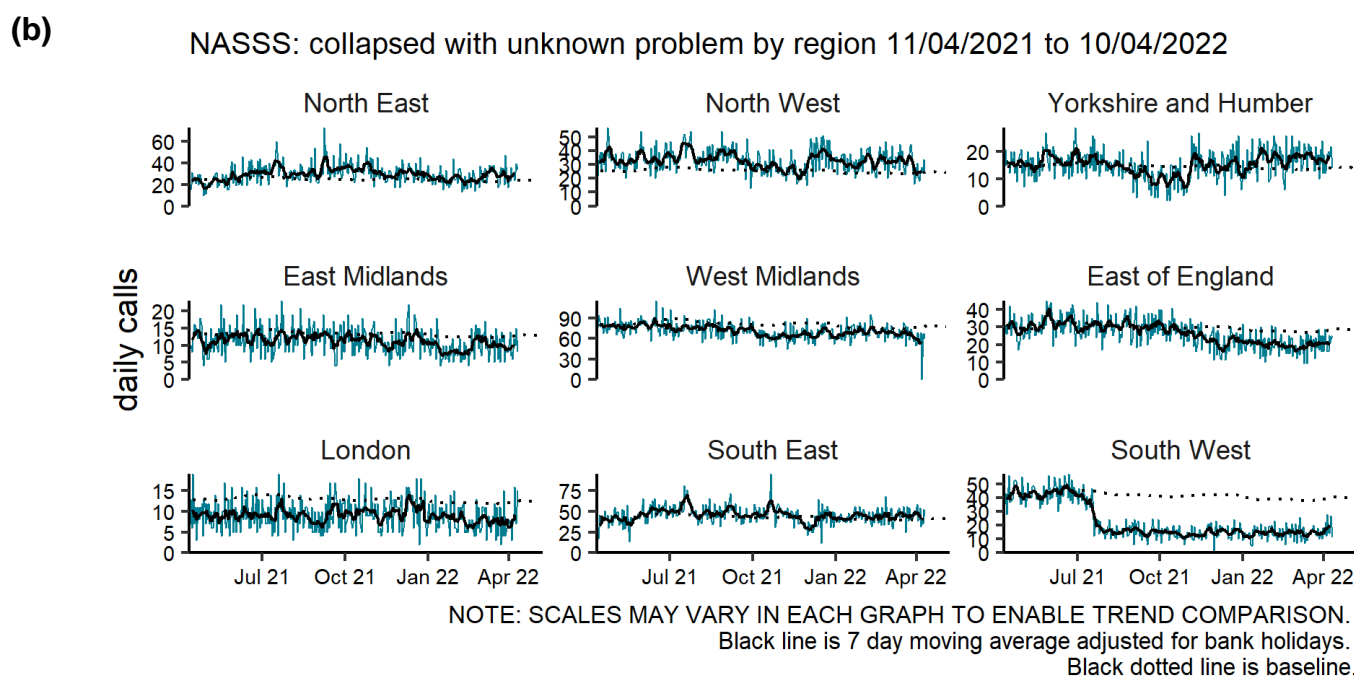 (b)
NASSS: collapsed with unknown problem by region 11/04/2021 to 10/04/2022
North East
North West
Yorkshire and Humber
60
40
20
0
50
40
30
20
10
0
20
10
0
daily calls
East Midlands
West Midlands
East of England
20
15
10
5
0
90
60
30
0
40
30
20
10
0
London
South East
South West
15
10
5
0
75
50
25
0
50
40
30
20
10
0
Jul 21 Oct 21 Jan 22 Apr 22
Jul 21 Oct 21 Jan 22 Apr 22
Jul 21 Oct 21 Jan 22 Apr 22
NOTE: SCALES MAY VARY IN EACH GRAPH TO ENABLE TREND COMPARISON.
Black line is 7 day moving average adjusted for bank holidays.
Black dotted line is baseline.